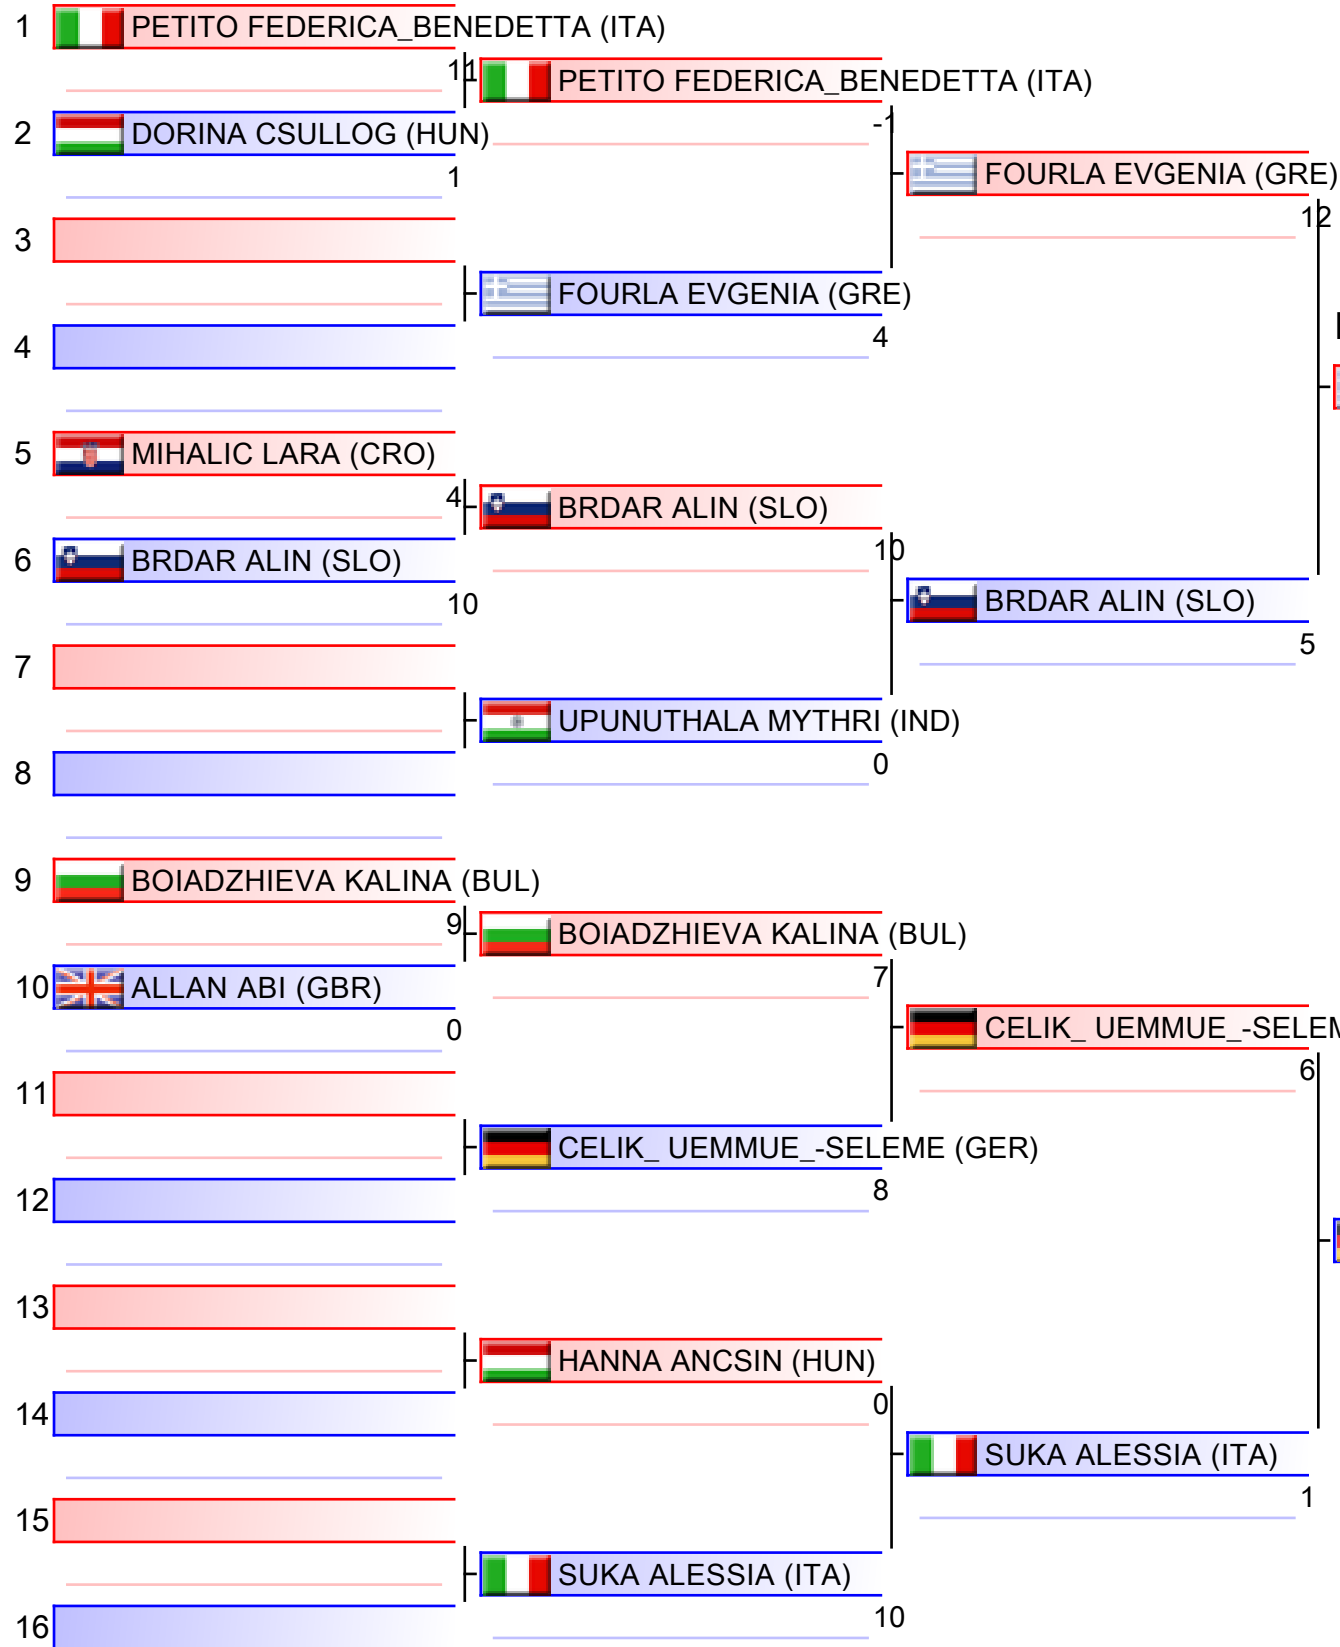 1 PETITO FEDERICA_BENEDETTA (ITA)
11
PETITO FEDERICA_BENEDETTA (ITA)
-1
2 DORINA CSULLOG (HUN)
1
FOURLA EVGENIA (GRE)
12
3
FOURLA EVGENIA (GRE)
4
4
5 MIHALIC LARA (CRO)
4
BRDAR ALIN (SLO)
10
6 BRDAR ALIN (SLO)
10
BRDAR ALIN (SLO)
5
7
UPUNUTHALA MYTHRI (IND)
0
8
9 BOIADZHIEVA KALINA (BUL)
9
BOIADZHIEVA KALINA (BUL)
7
10 ALLAN ABI (GBR)
0
CELIK_ UEMMUE_-SELEM
6
11
CELIK_ UEMMUE_-SELEME (GER)
8
12
13
HANNA ANCSIN (HUN)
0
14
SUKA ALESSIA (ITA)
1
15
SUKA ALESSIA (ITA)
10
16